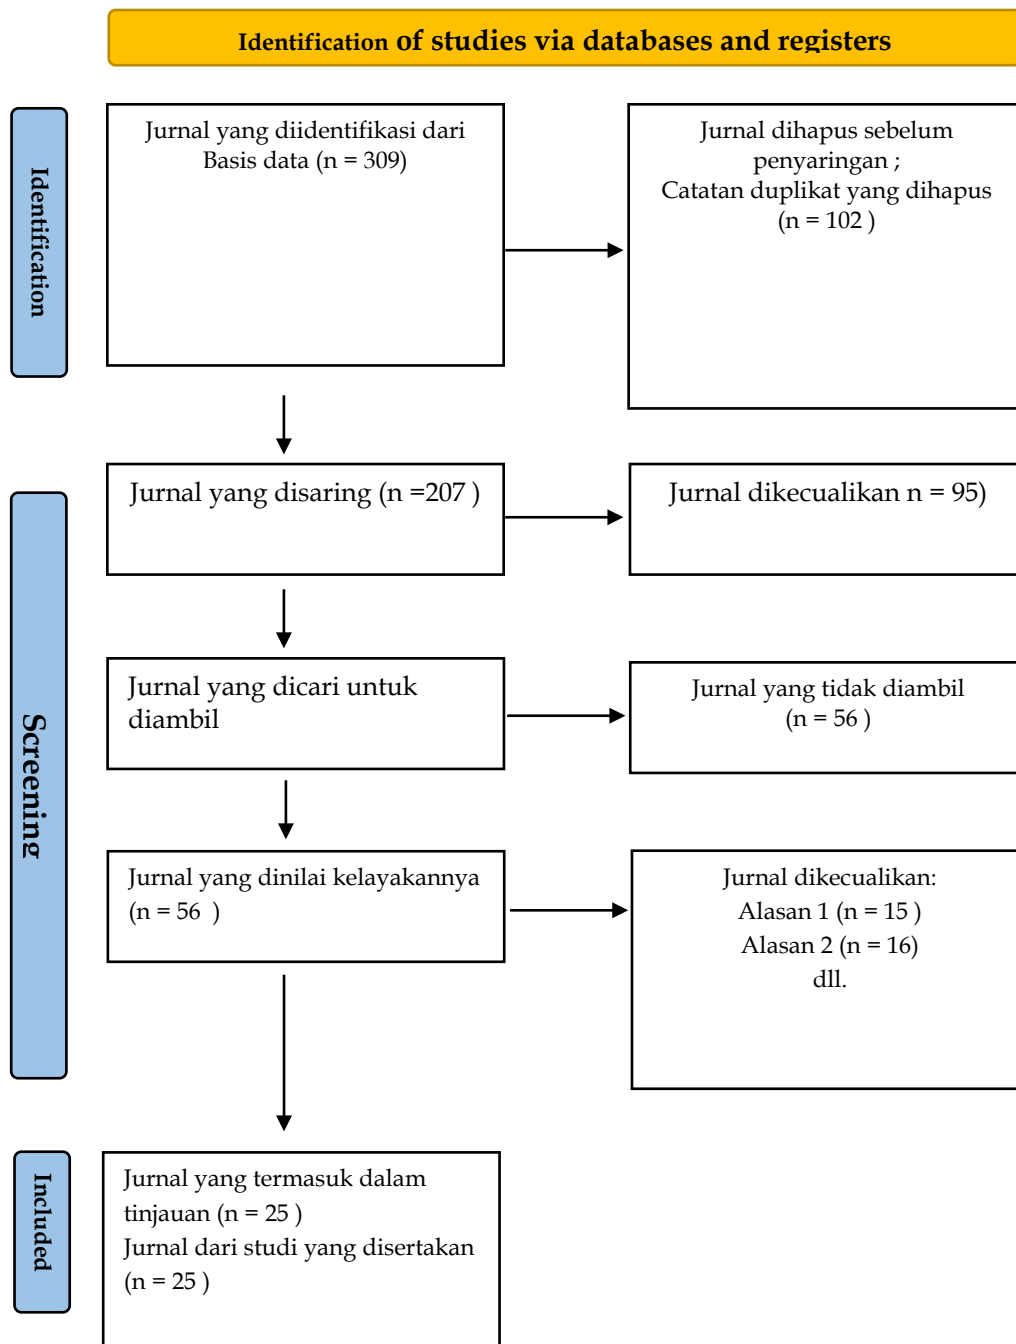 Identification of studies via databases and registers
Identification
Jurnal yang diidentifikasi dari
Basis data (n = 309)
Jurnal dihapus sebelum
penyaringan ;
Catatan duplikat yang dihapus
(n = 102 )
Screening
Jurnal yang disaring (n =207 )
Jurnal dikecualikan n = 95)
Jurnal yang dicari untuk
diambil
Jurnal yang tidak diambil
(n = 56 )
Jurnal yang dinilai kelayakannya
(n = 56  )
Jurnal dikecualikan:
Alasan 1 (n = 15 )
Alasan 2 (n = 16)
dll.
Included
Jurnal yang termasuk dalam
tinjauan (n = 25 )
Jurnal dari studi yang disertakan
(n = 25 )